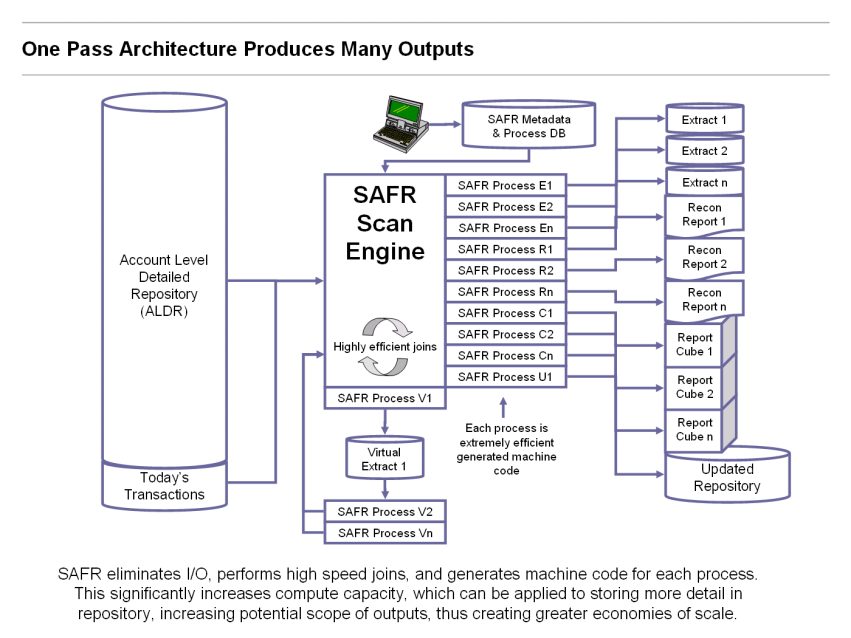 One Pass Architecture Produces Many Outputs
SAFR Metadata
& Process DB
Account Level
Detailed
Repository
(ALDR)
Today's
Transactions
SAFR
Scan
Engine
Highly efficient joins
SAFR Process E1
SAFR Process E2
SAFR Process En
SAFR Process R1
SAFR Process R2
SAFR Process Rn
SAFR Process C1
SAFR Process C2
SAFR Process Cn
SAFR Process U1
SAFR Process V1
Virtual
Extract 1
SAFR Process V2
SAFR Process Vn
Each process is
extremely efficient
generated machine
code
Extract 1
Extract 2
Extract n
Recon
Report 1
Recon
Report 2
Recon
Report n
Report
Cube 1
Report
Cube 2
Report
Cube n
Updated
Repository
SAFR eliminates I/O, performs high speed joins, and generates machine code for each process.
This significantly increases compute capacity, which can be applied to storing more detail in
repository, increasing potential scope of outputs, thus creating greater economies of scale.